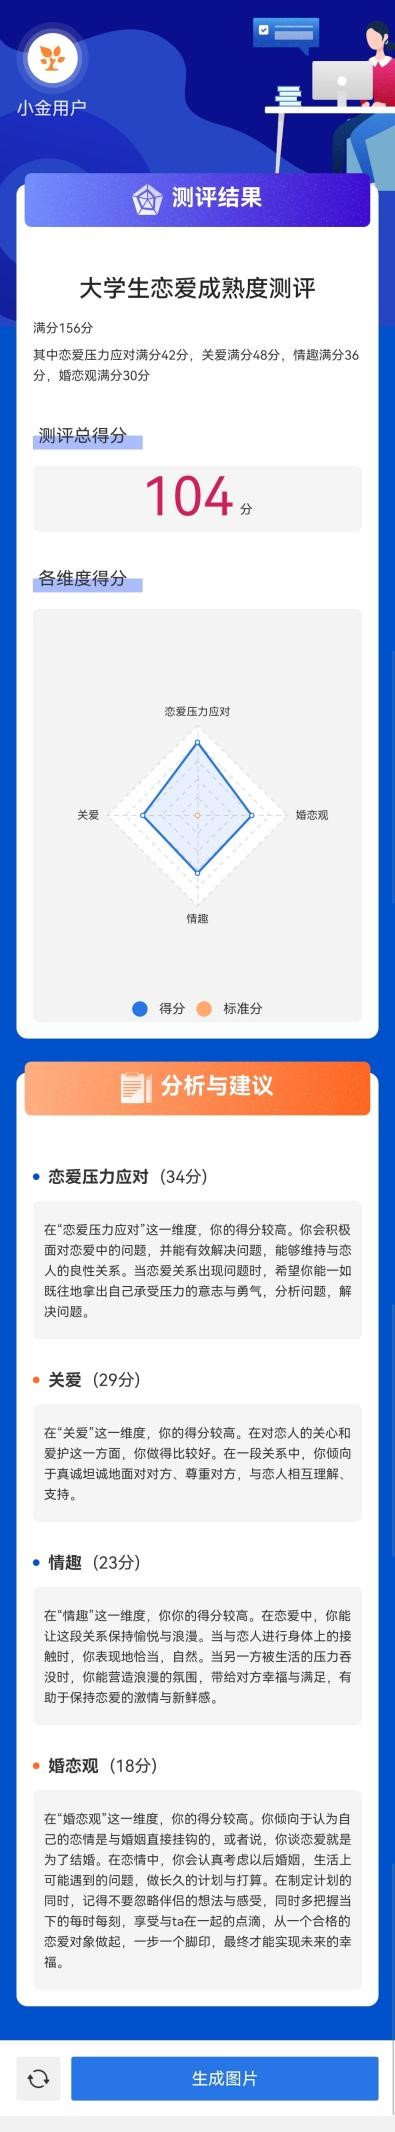 小金用户
测评结果
大学生恋爱成熟度测评
满分156分
其中恋爱压力应对满分42分，关爱满分48分，情趣满分36
分，婚恋观满分30分
测评总得分
104 分
各维度得分
恋爱压力应对
关爱
婚恋观
情趣
得分 标准分
分析与建议
恋爱压力应对（34分）
在“恋爱压力应对”这一维度，你的得分较高。你会积极
面对恋爱中的问题，并能有效解决问题，能够维持与恋
人的良性关系。当恋爱关系出现问题时，希望你能一如
既往地拿出自己承受压力的意志与勇气，分析问题，解
决问题。
关爱（29分）
在“关爱”这一维度，你的得分较高。在对恋人的关心和
爱护这一方面，你做得比较好。在一段关系中，你倾向
于真诚坦诚地面对对方、尊重对方，与恋人相互理解、
支持。
情趣（23分）
在“情趣”这一维度，你你的得分较高。在恋爱中，你能
让这段关系保持愉悦与浪漫。当与恋人进行身体上的接
触时，你表现地恰当，自然。当另一方被生活的压力吞
没时，你能营造浪漫的氛围，带给对方幸福与满足，有
助于保持恋爱的激情与新鲜感。
婚恋观（18分）
在“婚恋观”这一维度，你的得分较高。你倾向于认为自
己的恋情是与婚姻直接挂钩的，或者说，你谈恋爱就是
为了结婚。在恋情中，你会认真考虑以后婚姻，生活上
可能遇到的问题，做长久的计划与打算。在制定计划的
同时，记得不要忽略伴侣的想法与感受，同时多把握当
下的每时每刻，享受与ta在一起的点滴，从一个合格的
恋爱对象做起，一步一个脚印，最终才能实现未来的幸
福。
生成图片